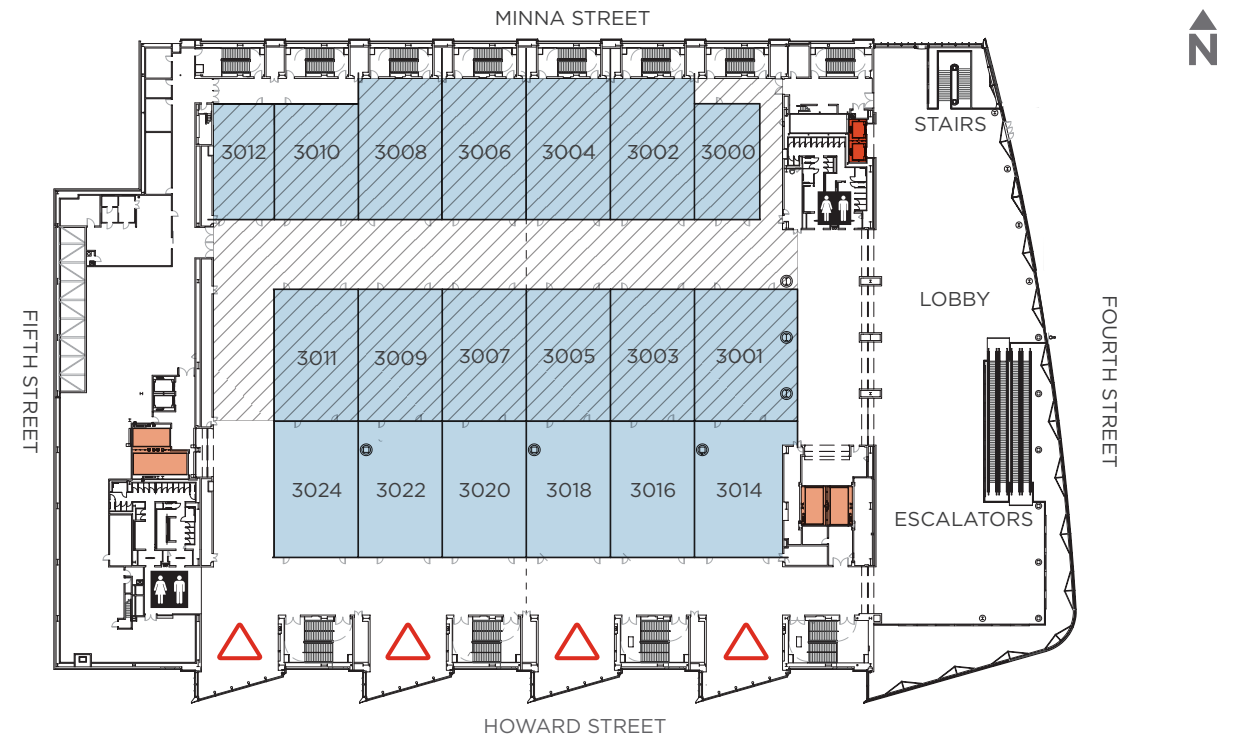 MINNA STREET
N
STAIRS
3012 3010 3008 3006 3004 3002 3000
LOBBY
FIFTH STREET
FOURTH STREET
3011 3009 3007 3005 3003 3001
3024 3022 3020 3018 3016 3014
ESCALATORS
HOWARD STREET